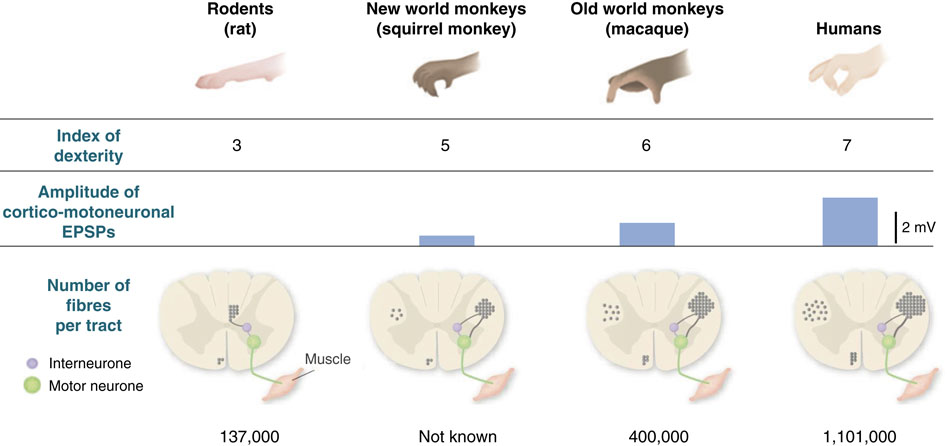 Rodents
(rat)
New world monkeys
(squirrel monkey)
Old world monkeys
(macaque)
Humans
Index of
dexterity
3
5
6
7
Amplitude of
cortico-motoneuronal
EPSPs
2 mV
Number of
fibres
per tract
Interneurone
Motor neurone
Muscle
137,000
Not known
400,000
1,101,000